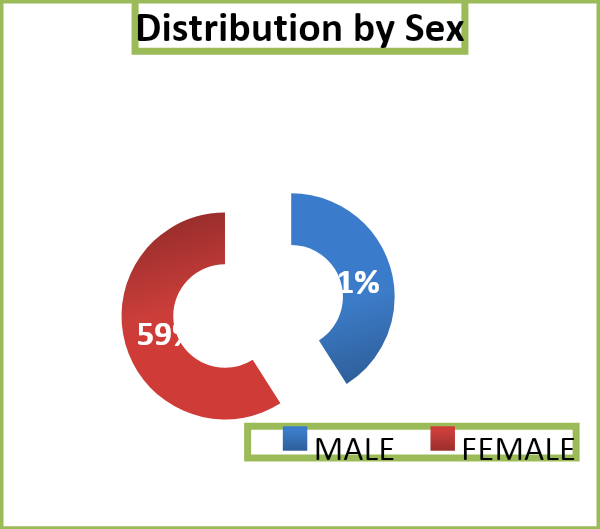 Distribution by Sex
1%
59%
MALE FEMALE